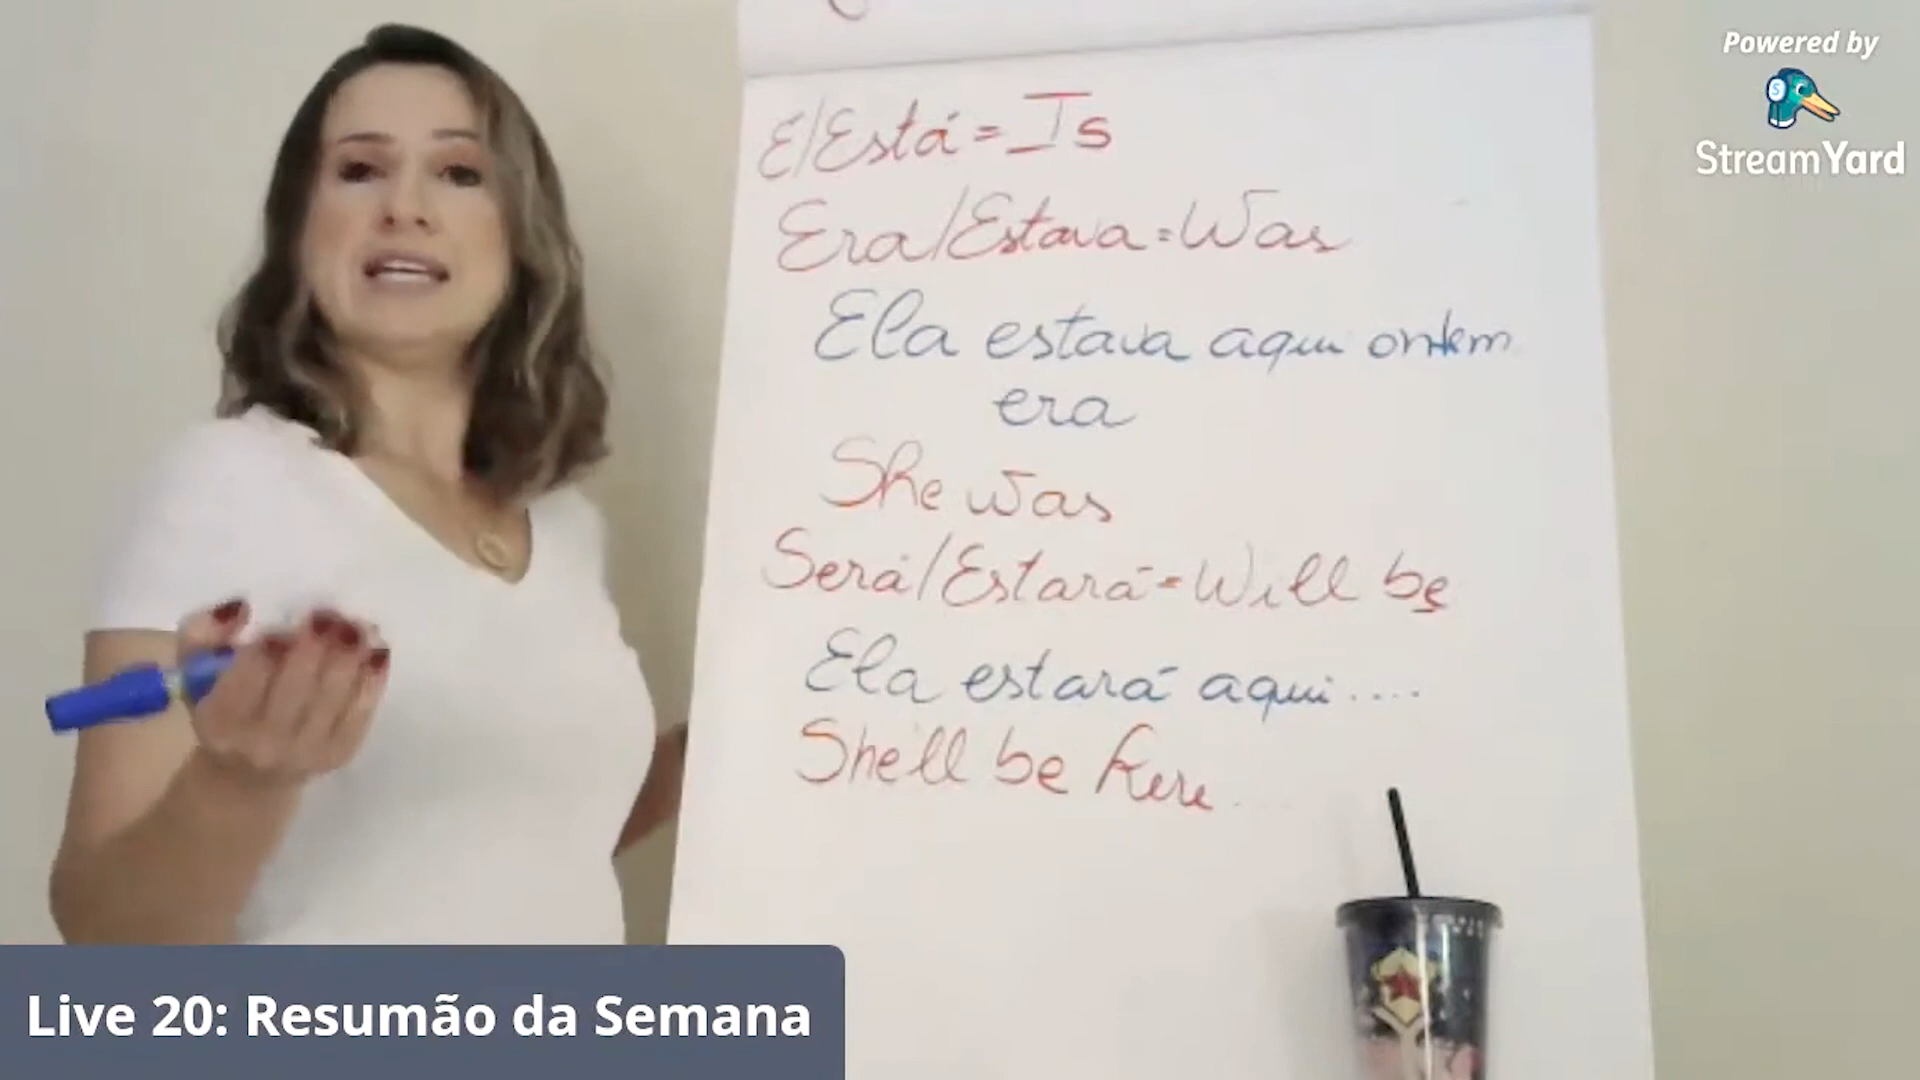 Powered by
StreamYard
É/Está = Is
Era/Estava = Was
Ela estava aqui ontem
era
She was
Será/Estará = Will be
Ela estará aqui ....
She'll be here ....
Live 20: Resumão da Semana